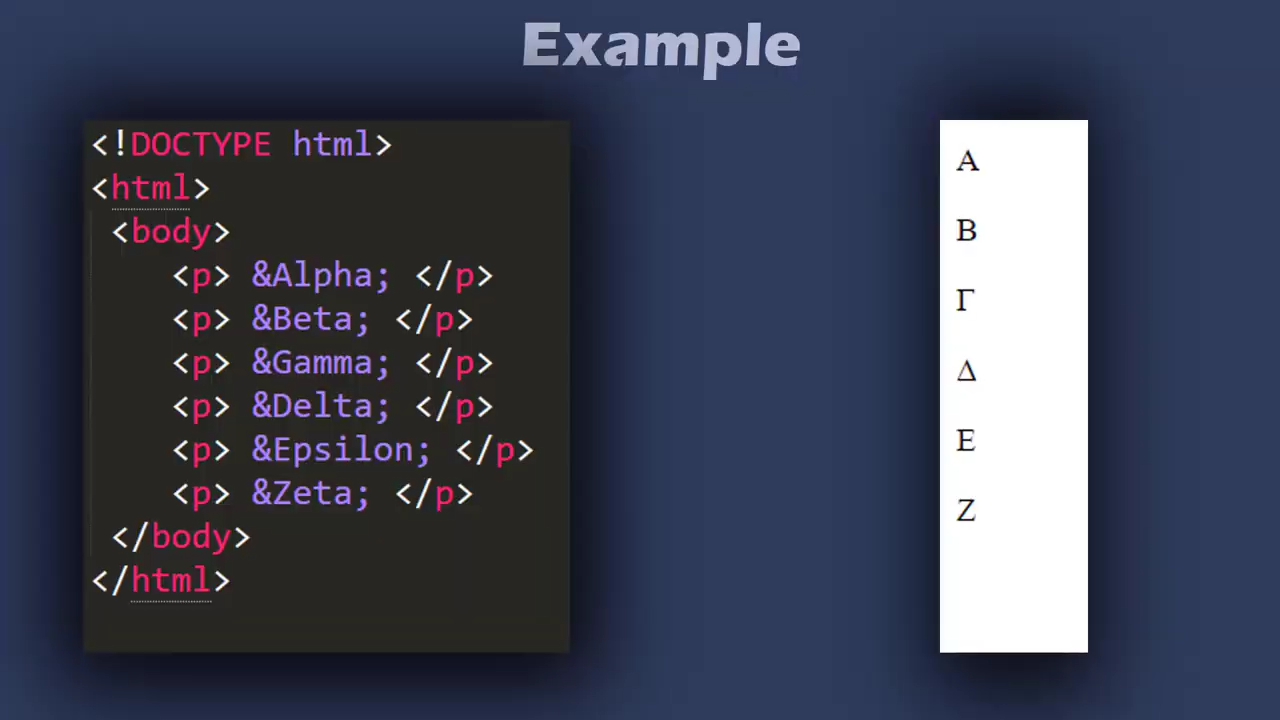 Example
<!DOCTYPE html>
<html>
<body>
<p> &Alpha; </p>
<p> &Beta; </p>
<p> &Gamma; </p>
<p> &Delta; </p>
<p> &Epsilon; </p>
<p> &Zeta; </p>
</body>
</html>
Α
Β
Γ
Δ
Ε
Ζ